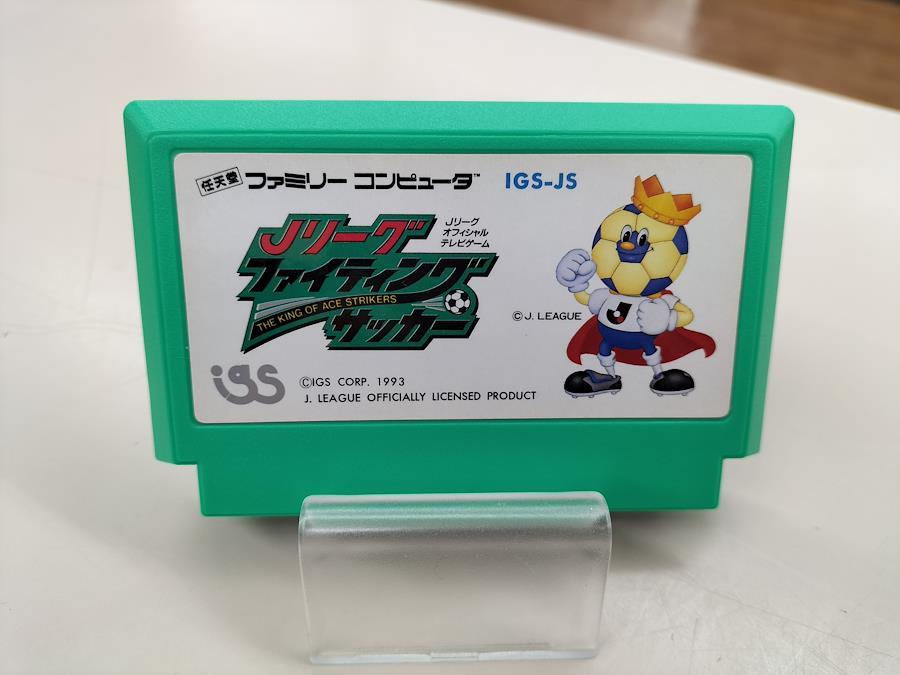 任天堂 ファミリーコンピュータ™ IGS-JS
Jリーグ
オフィシャル
テレビゲーム
Jリーグ
ファイティング
サッカー
THE KING OF ACE STRIKERS
©J. LEAGUE
J
igs
©IGS CORP. 1993
J. LEAGUE OFFICIALLY LICENSED PRODUCT